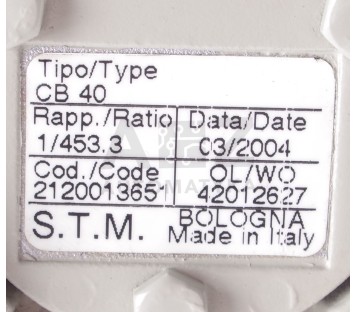 Tipo/Type
CB 40
Rapp./Ratio Data/Date
1/453.3 03/2004
Cod./Code OL/WO
2120013651 42012627
S.T.M. BOLOGNA
Made in Italy